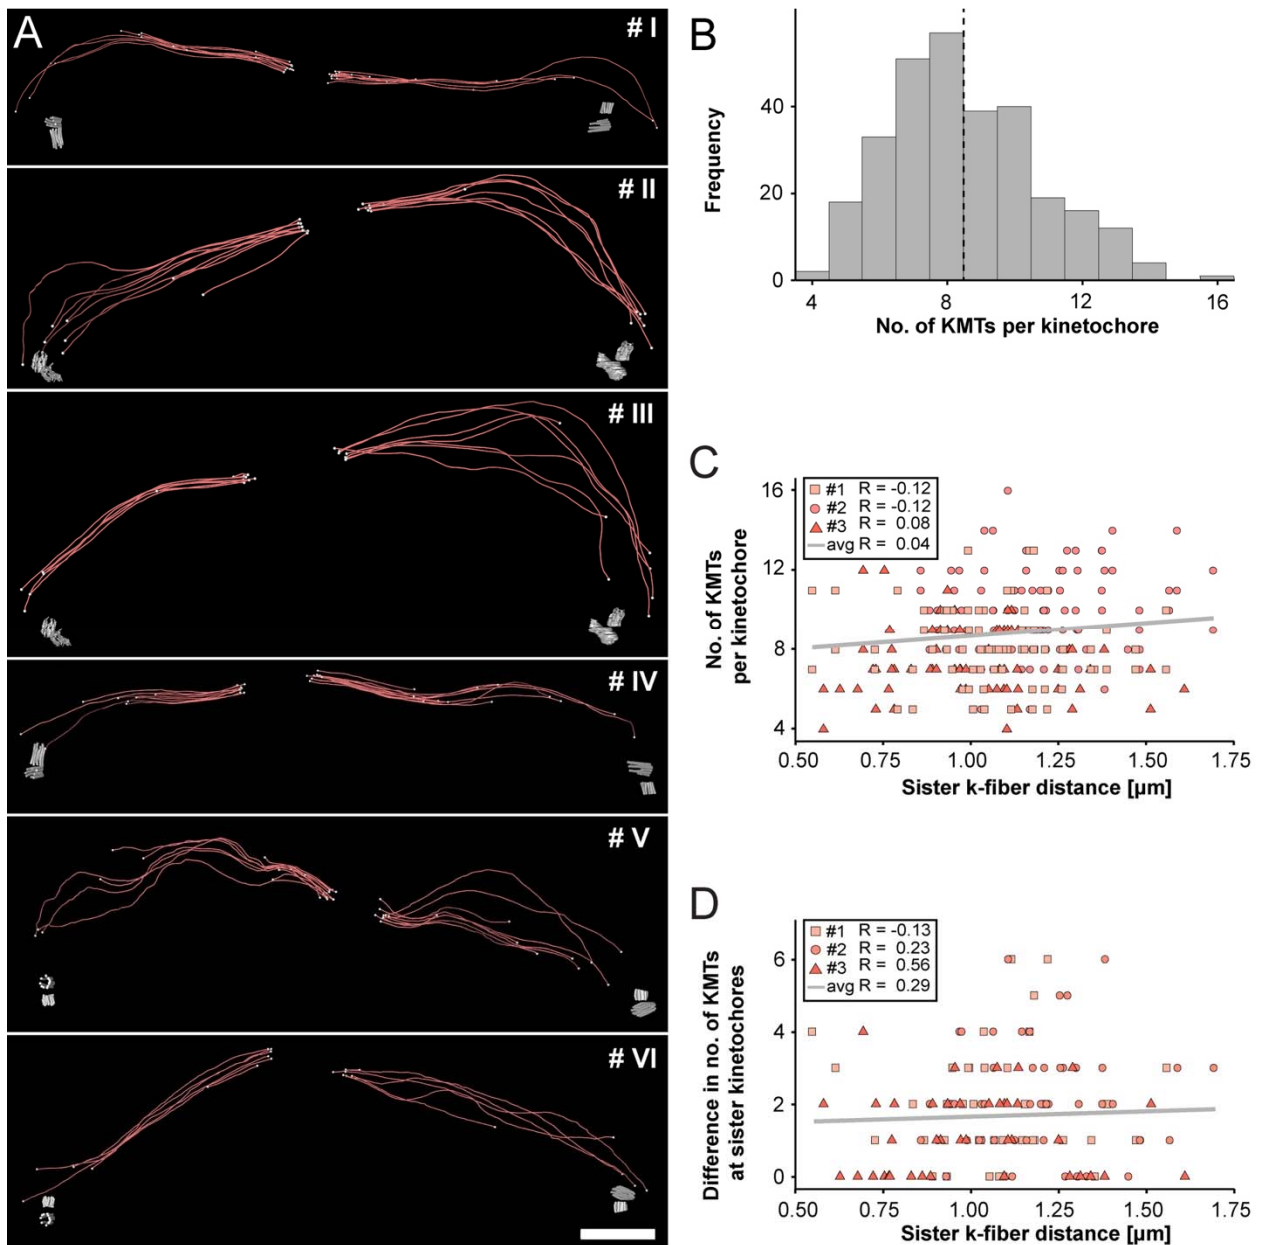 A
# I
# II
# III
# IV
# V
# VI
B
Frequency
40
20
0
4 8 12 16
No. of KMTs per kinetochore
C
#1 R = -0.12
#2 R = -0.12
#3 R = 0.08
avg R = 0.04
No. of KMTs
per kinetochore
16
12
8
4
0.50 0.75 1.00 1.25 1.50 1.75
Sister k-fiber distance [µm]
D
#1 R = -0.13
#2 R = 0.23
#3 R = 0.56
avg R = 0.29
Difference in no. of KMTs
at sister kinetochores
6
4
2
0
0.50 0.75 1.00 1.25 1.50 1.75
Sister k-fiber distance [µm]